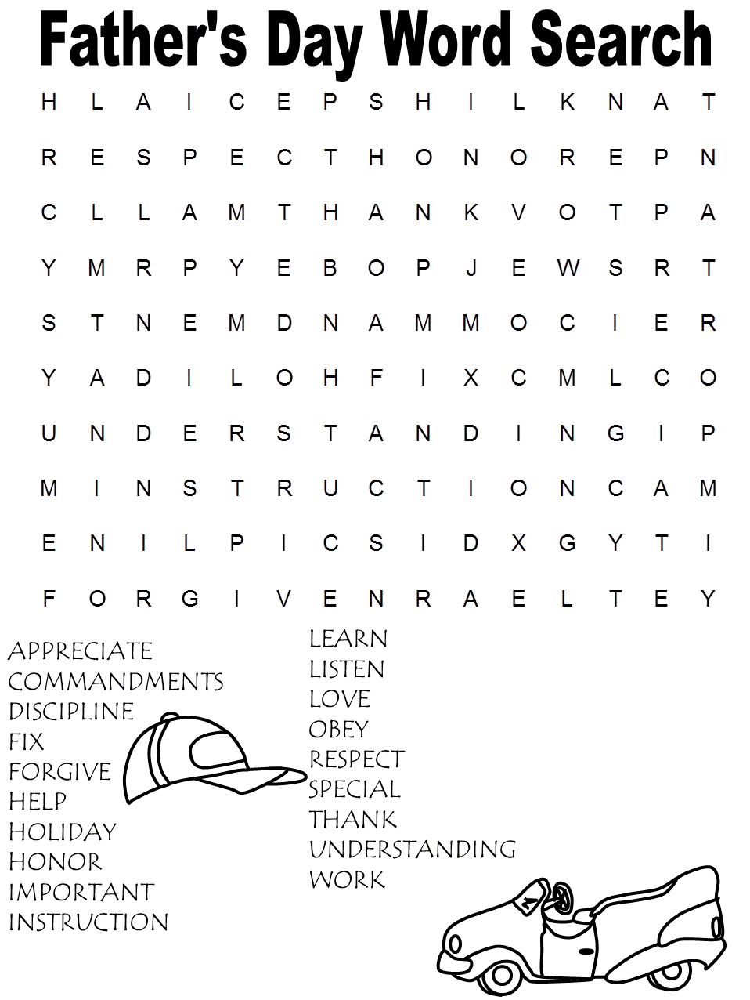 Father's Day Word Search
H L A I C E P S H I L K N A T
R E S P E C T H O N O R E P N
C L L A M T H A N K V O T P A
Y M R P Y E B O P J E W S R T
S T N E M D N A M M O C I E R
Y A D I L O H F I X C M L C O
U N D E R S T A N D I N G I P
M I N S T R U C T I O N C A M
E N I L P I C S I D X G Y T I
F O R G I V E N R A E L T E Y
APPRECIATE
COMMANDMENTS
DISCIPLINE
FIX
FORGIVE
HELP
HOLIDAY
HONOR
IMPORTANT
INSTRUCTION
LEARN
LISTEN
LOVE
OBEY
RESPECT
SPECIAL
THANK
UNDERSTANDING
WORK